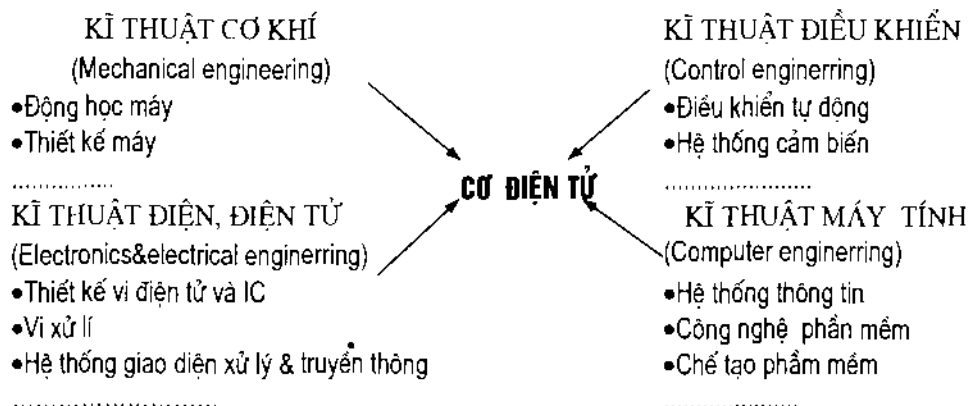 KĨ THUẬT CƠ KHÍ
(Mechanical engineering)
•Động học máy
•Thiết kế máy
................
KĨ THUẬT ĐIỆN, ĐIỆN TỬ
(Electronics&electrical enginerring)
•Thiết kế vi điện tử và IC
•Vi xử lí
•Hệ thống giao diện xử lý & truyền thông
................................
CƠ ĐIỆN TỬ
KĨ THUẬT ĐIỀU KHIỂN
(Control enginerring)
•Điều khiển tự động
•Hệ thống cảm biến
.......................
KĨ THUẬT MÁY TÍNH
(Computer enginerring)
•Hệ thống thông tin
•Công nghệ phần mềm
•Chế tạo phầm mềm
.....................